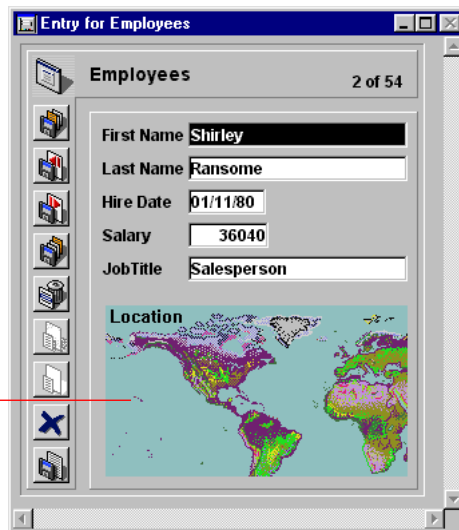 Entry for Employees
Employees
2 of 54
First Name Shirley
Last Name Ransome
Hire Date 01/11/80
Salary 36040
JobTitle Salesperson
Location